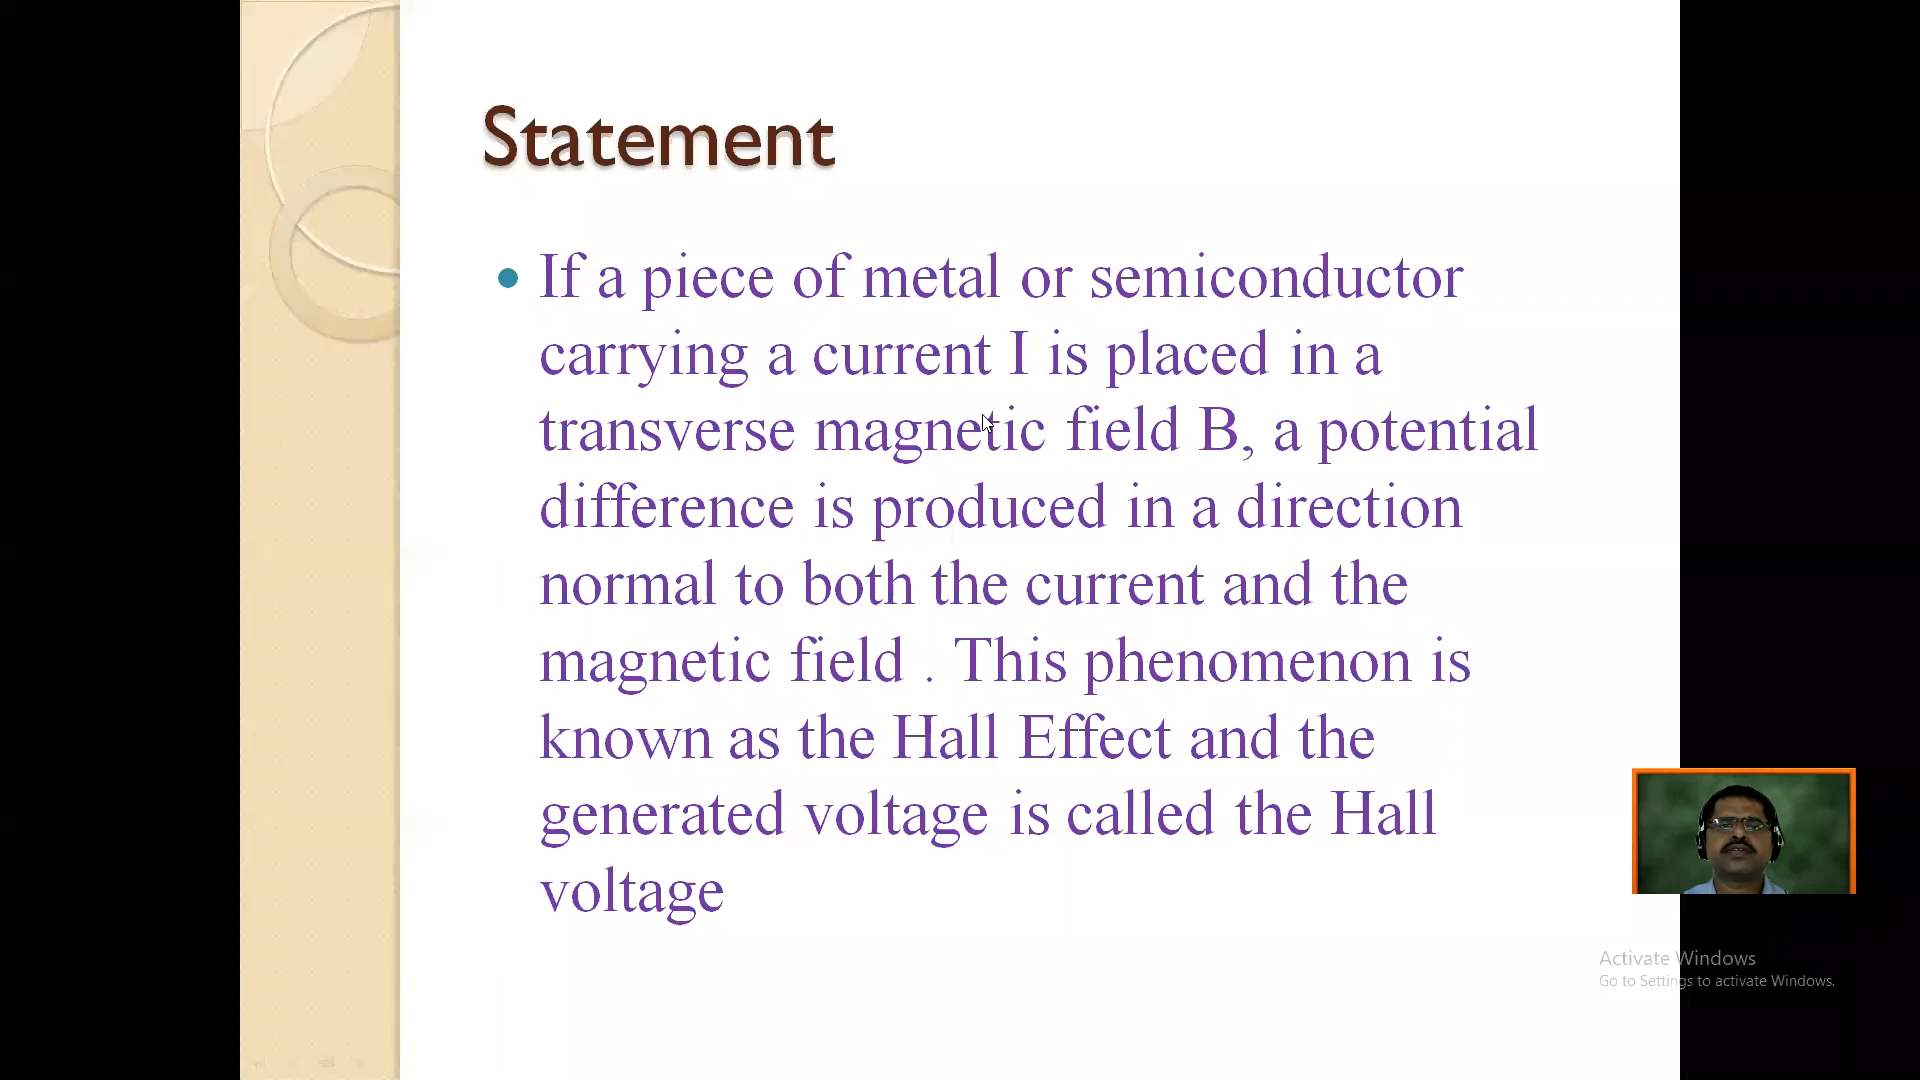 Statement
If a piece of metal or semiconductor
carrying a current I is placed in a
transverse magnetic field B, a potential
difference is produced in a direction
normal to both the current and the
magnetic field . This phenomenon is
known as the Hall Effect and the
generated voltage is called the Hall
voltage
Activate Windows
Go to Settings to activate Windows.